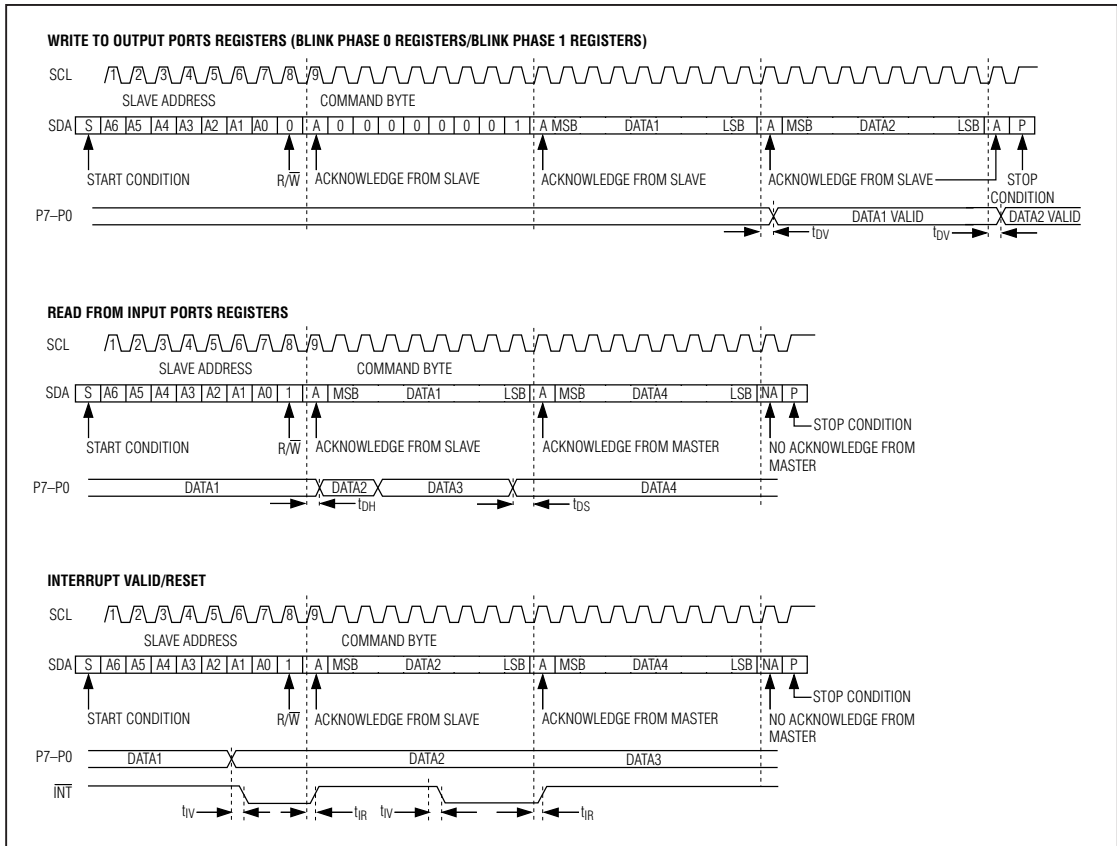 WRITE TO OUTPUT PORTS REGISTERS (BLINK PHASE 0 REGISTERS/BLINK PHASE 1 REGISTERS)
SCL 1 2 3 4 5 6 7 8 9
SLAVE ADDRESS COMMAND BYTE
SDA S A6 A5 A4 A3 A2 A1 A0 0 A 0 0 0 0 0 0 0 1 A MSB DATA1 LSB A MSB DATA2 LSB A P
START CONDITION R/W̅ ACKNOWLEDGE FROM SLAVE ACKNOWLEDGE FROM SLAVE ACKNOWLEDGE FROM SLAVE STOP
CONDITION
P7–P0 DATA1 VALID DATA2 VALID
tDV tDV
READ FROM INPUT PORTS REGISTERS
SCL 1 2 3 4 5 6 7 8 9
SLAVE ADDRESS COMMAND BYTE
SDA S A6 A5 A4 A3 A2 A1 A0 1 A MSB DATA1 LSB A MSB DATA4 LSB NA P
STOP CONDITION
START CONDITION R/W̅ ACKNOWLEDGE FROM SLAVE ACKNOWLEDGE FROM MASTER NO ACKNOWLEDGE FROM
MASTER
P7–P0 DATA1 DATA2 DATA3 DATA4
tDH tDS
INTERRUPT VALID/RESET
SCL 1 2 3 4 5 6 7 8 9
SLAVE ADDRESS COMMAND BYTE
SDA S A6 A5 A4 A3 A2 A1 A0 1 A MSB DATA2 LSB A MSB DATA4 LSB NA P
STOP CONDITION
START CONDITION R/W̅ ACKNOWLEDGE FROM SLAVE ACKNOWLEDGE FROM MASTER NO ACKNOWLEDGE FROM
MASTER
P7–P0 DATA1 DATA2 DATA3
I̅N̅T̅
tIV tIR tIV tIR